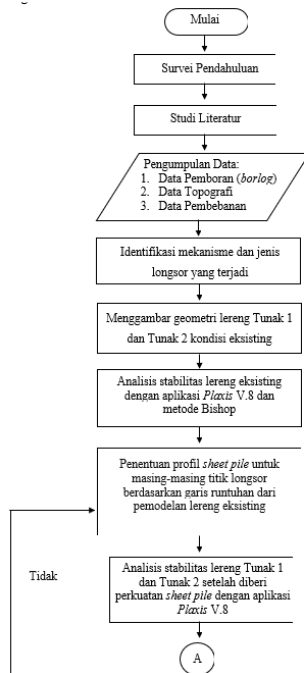 Mulai
Survei Pendahuluan
Studi Literatur
Pengumpulan Data:
1. Data Pemboran (borlog)
2. Data Topografi
3. Data Pembebanan
Identifikasi mekanisme dan jenis
longsor yang terjadi
Menggambar geometri lereng Tunak 1
dan Tunak 2 kondisi eksisting
Analisis stabilitas lereng eksisting
dengan aplikasi Plaxis V.8 dan
metode Bishop
Penentuan profil sheet pile untuk
masing-masing titik longsor
berdasarkan garis runtuhan dari
pemodelan lereng eksisting
Tidak
Analisis stabilitas lereng Tunak 1
dan Tunak 2 setelah diberi
perkuatan sheet pile dengan aplikasi
Plaxis V.8
A